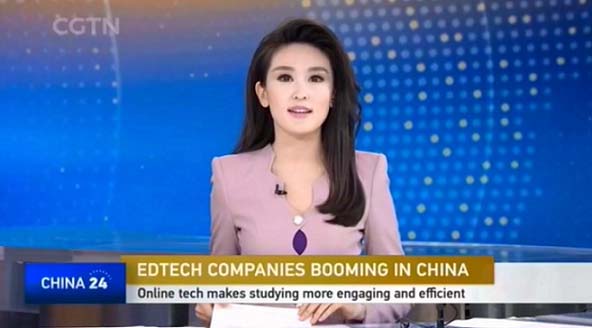 CGTN
EDTECH COMPANIES BOOMING IN CHINA
CHINA 24
Online tech makes studying more engaging and efficient